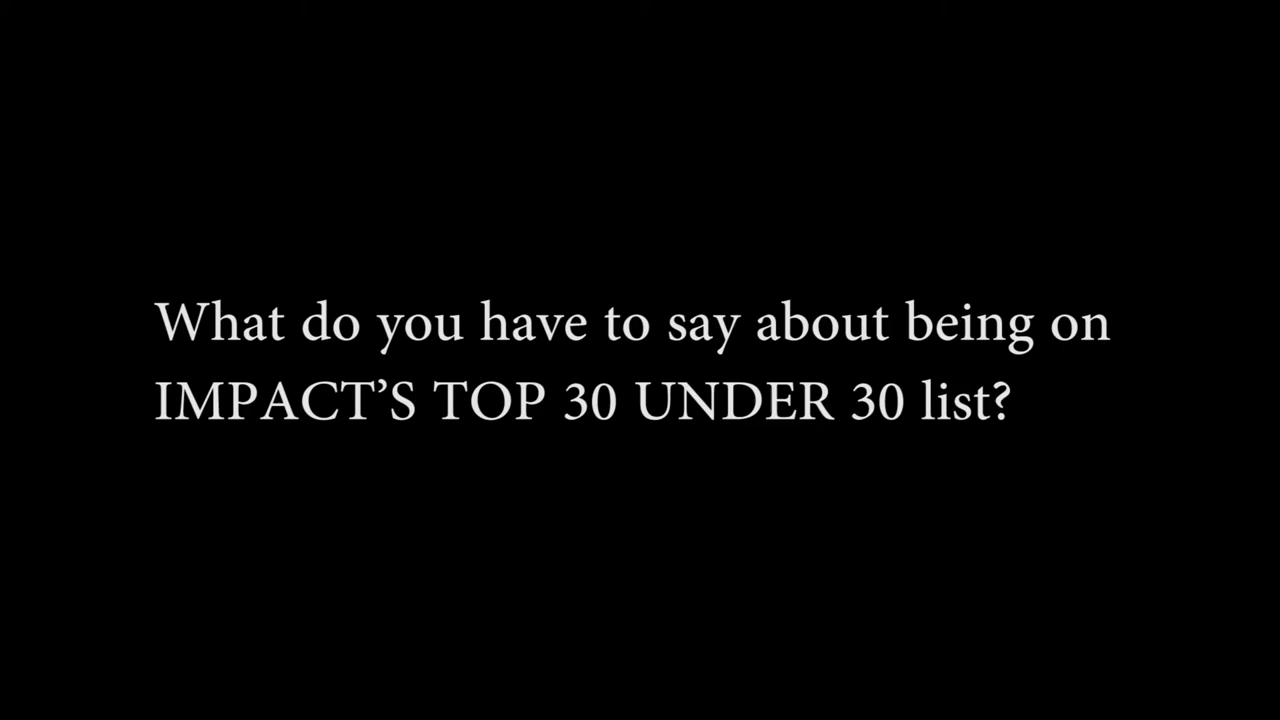 What do you have to say about being on
IMPACT’S TOP 30 UNDER 30 list?